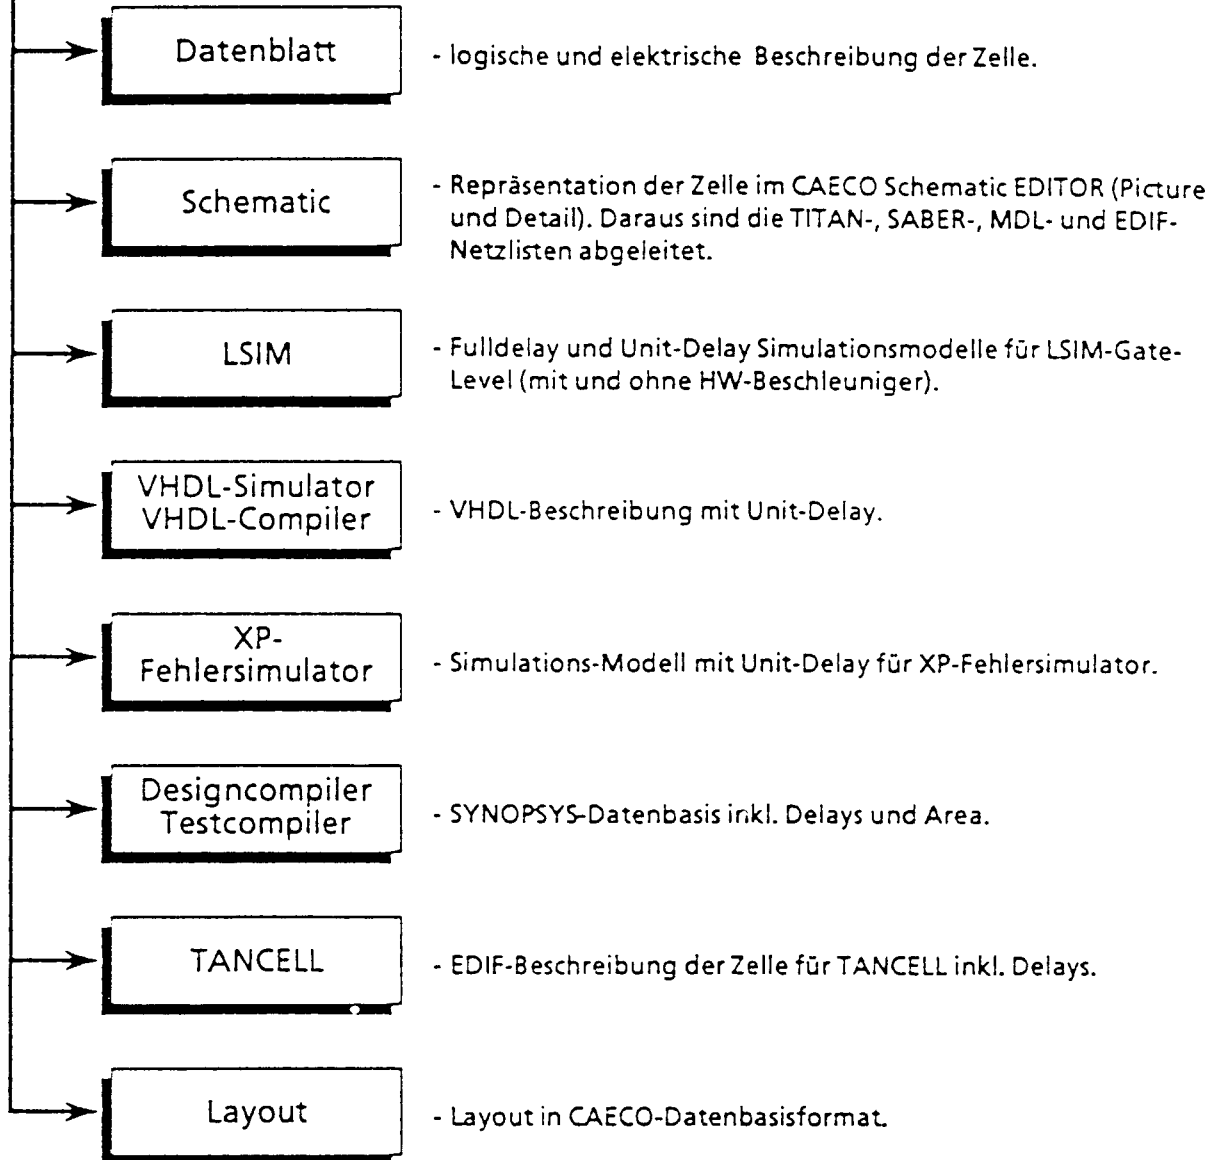 Datenblatt
- logische und elektrische Beschreibung der Zelle.
Schematic
- Repräsentation der Zelle im CAECO Schematic EDITOR (Picture
und Detail). Daraus sind die TITAN-, SABER-, MDL- und EDIF-
Netzlisten abgeleitet.
LSIM
- Fulldelay und Unit-Delay Simulationsmodelle für LSIM-Gate-
Level (mit und ohne HW-Beschleuniger).
VHDL-Simulator
VHDL-Compiler
- VHDL-Beschreibung mit Unit-Delay.
XP-
Fehlersimulator
- Simulations-Modell mit Unit-Delay für XP-Fehlersimulator.
Designcompiler
Testcompiler
- SYNOPSYS-Datenbasis inkl. Delays und Area.
TANCELL
- EDIF-Beschreibung der Zelle für TANCELL inkl. Delays.
Layout
- Layout in CAECO-Datenbasisformat.